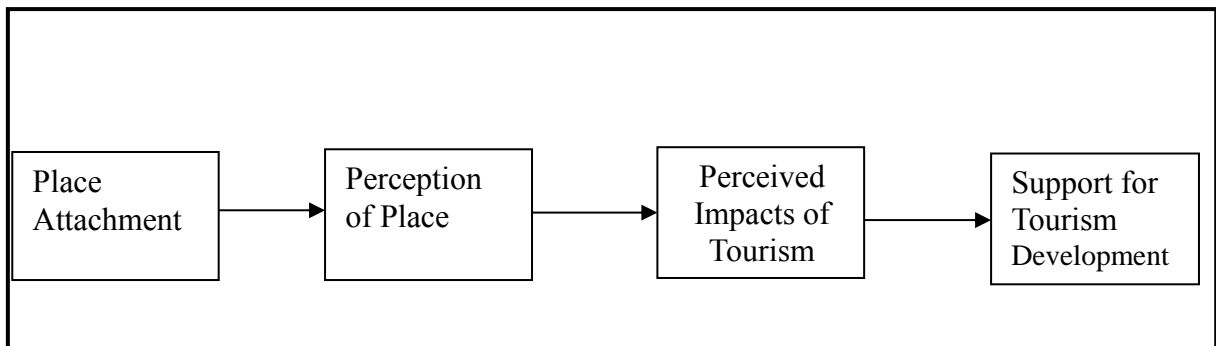 Place
Attachment
Perception
of Place
Perceived
Impacts of
Tourism
Support for
Tourism
Development